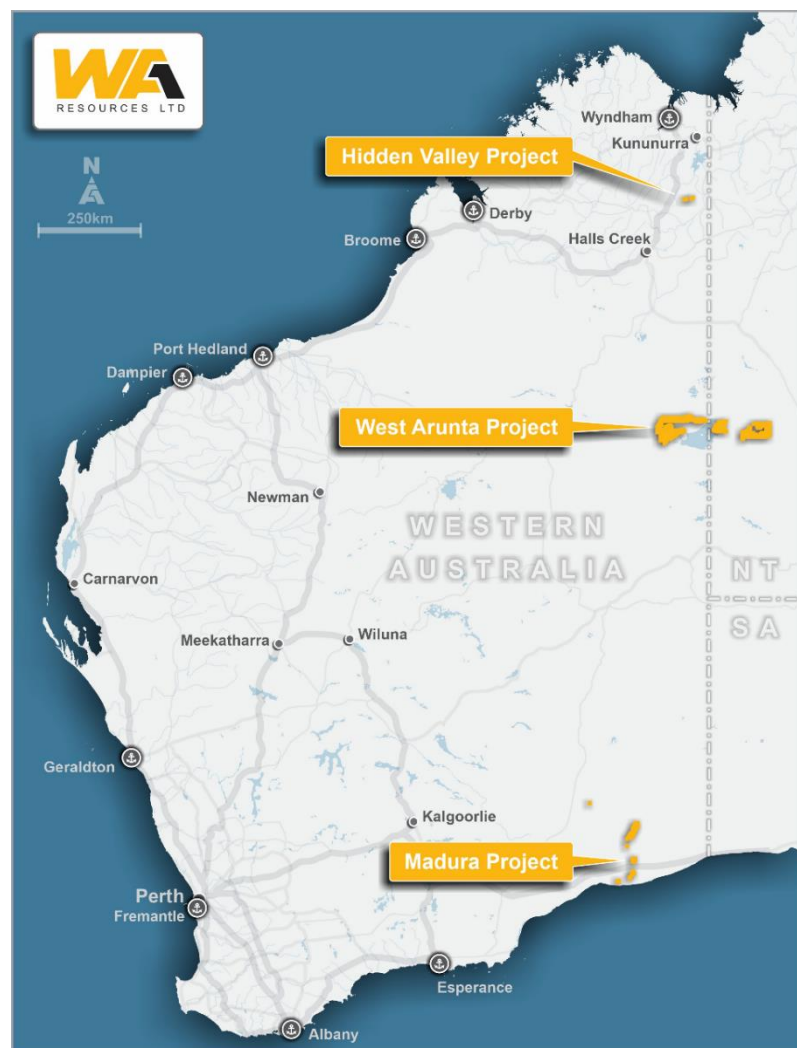 WA
RESOURCES LTD
N
250km
Wyndham
Kununurra
Hidden Valley Project
Derby
Broome
Halls Creek
Port Hedland
Dampier
West Arunta Project
Newman
WESTERN
AUSTRALIA
NT
Carnarvon
SA
Meekatharra
Wiluna
Geraldton
Kalgoorlie
Madura Project
Perth
Fremantle
Esperance
Albany